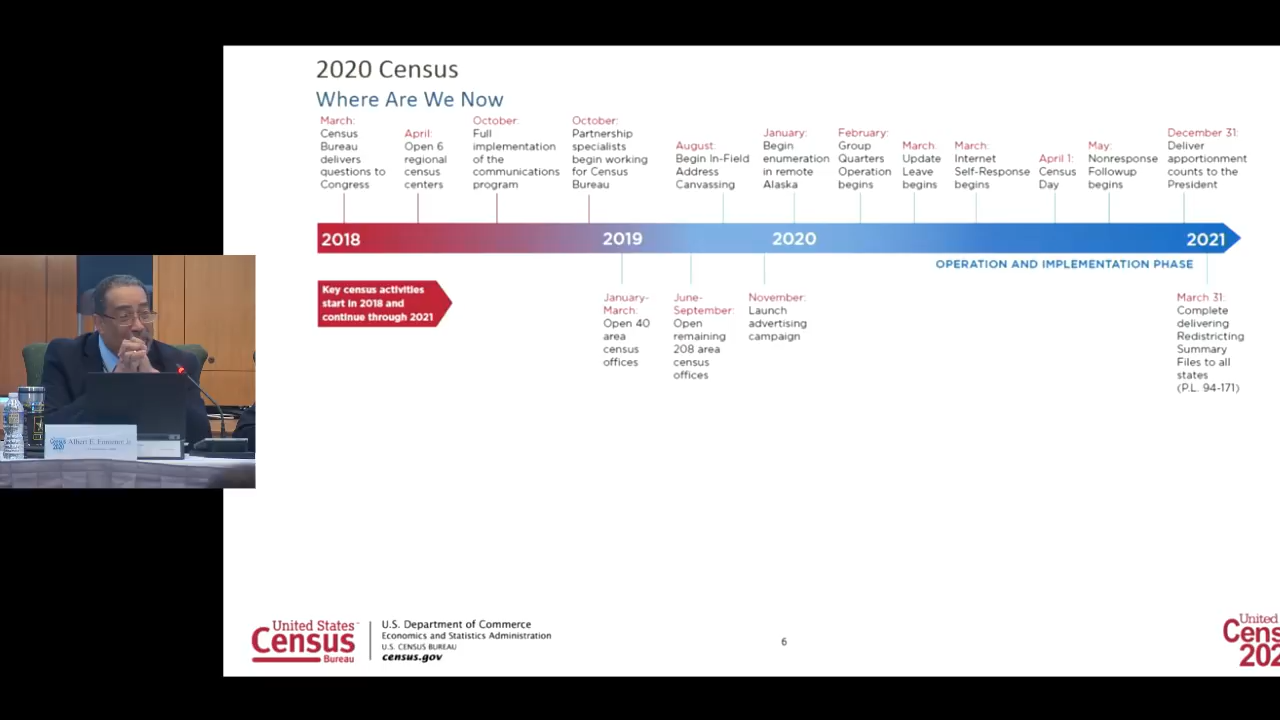 2020 Census
Where Are We Now
March:
Census
Bureau
delivers
questions to
Congress
April:
Open 6
regional
census
centers
October:
Full
implementation
of the
communications
program
October:
Partnership
specialists
begin working
for Census
Bureau
August:
Begin In-Field
Address
Canvassing
January:
Begin
enumeration
in remote
Alaska
February:
Group
Quarters
Operation
begins
March:
Update
Leave
begins
March:
Internet
Self-Response
begins
April 1:
Census
Day
May:
Nonresponse
Followup
begins
December 31:
Deliver
apportionment
counts to the
President
2018
2019
2020
2021
OPERATION AND IMPLEMENTATION PHASE
Key census activities
start in 2018 and
continue through 2021
January-
March:
Open 40
area
census
offices
June-
September:
Open
remaining
208 area
census
offices
November:
Launch
advertising
campaign
March 31:
Complete
delivering
Redistricting
Summary
Files to all
states
(P.L. 94-171)
Albert E.
United States
Census
Bureau
U.S. Department of Commerce
Economics and Statistics Administration
U.S. CENSUS BUREAU
census.gov
6
United
Cens
202